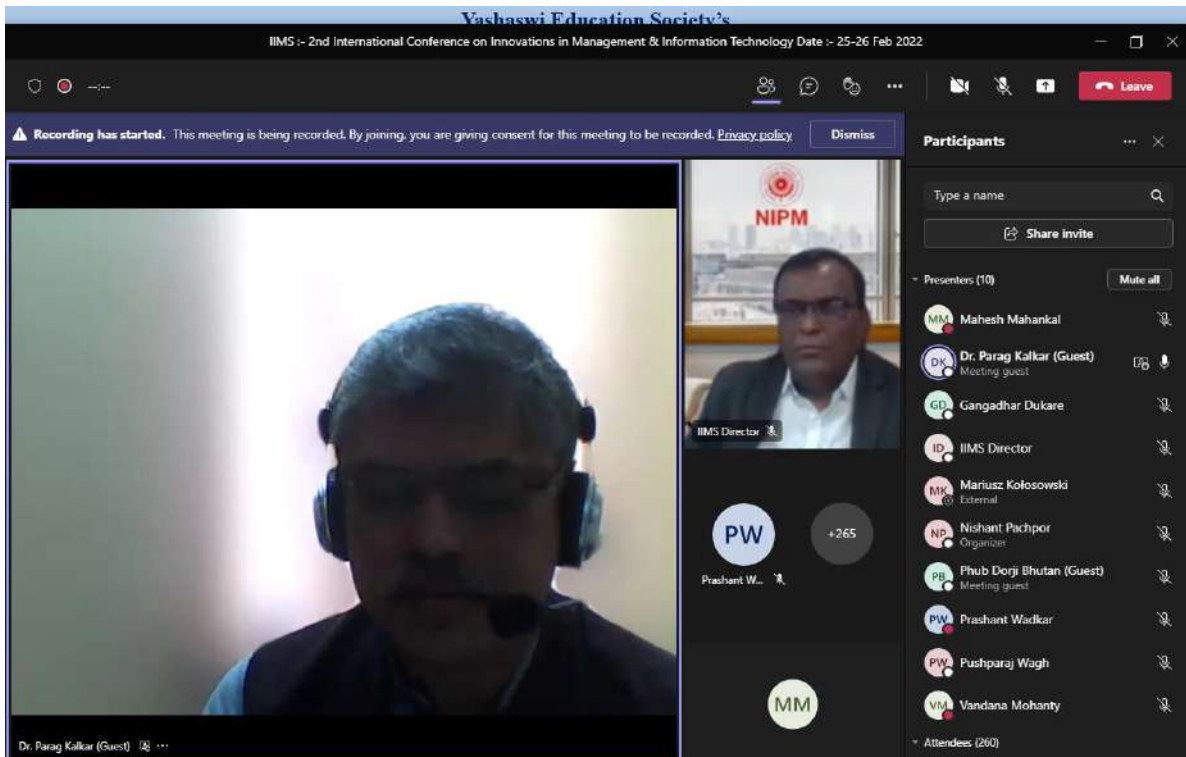 Yashaswi Education Society's
IIMS :- 2nd International Conference on Innovations in Management & Information Technology Date :- 25-26 Feb 2022
--:--
Leave
Recording has started. This meeting is being recorded. By joining, you are giving consent for this meeting to be recorded. Privacy policy
Dismiss
NIPM
IIMS Director
PW
+265
Prashant W...
MM
Dr. Parag Kalkar (Guest)
Participants
Type a name
Share invite
Presenters (10)
Mute all
MM Mahesh Mahankal
DK Dr. Parag Kalkar (Guest)
Meeting guest
GD Gangadhar Dukare
ID IIMS Director
MK Mariusz Kołosowski
External
NP Nishant Pachpor
Organizer
PB Phub Dorji Bhutan (Guest)
Meeting guest
PW Prashant Wadkar
PW Pushparaj Wagh
VM Vandana Mohanty
Attendees (260)